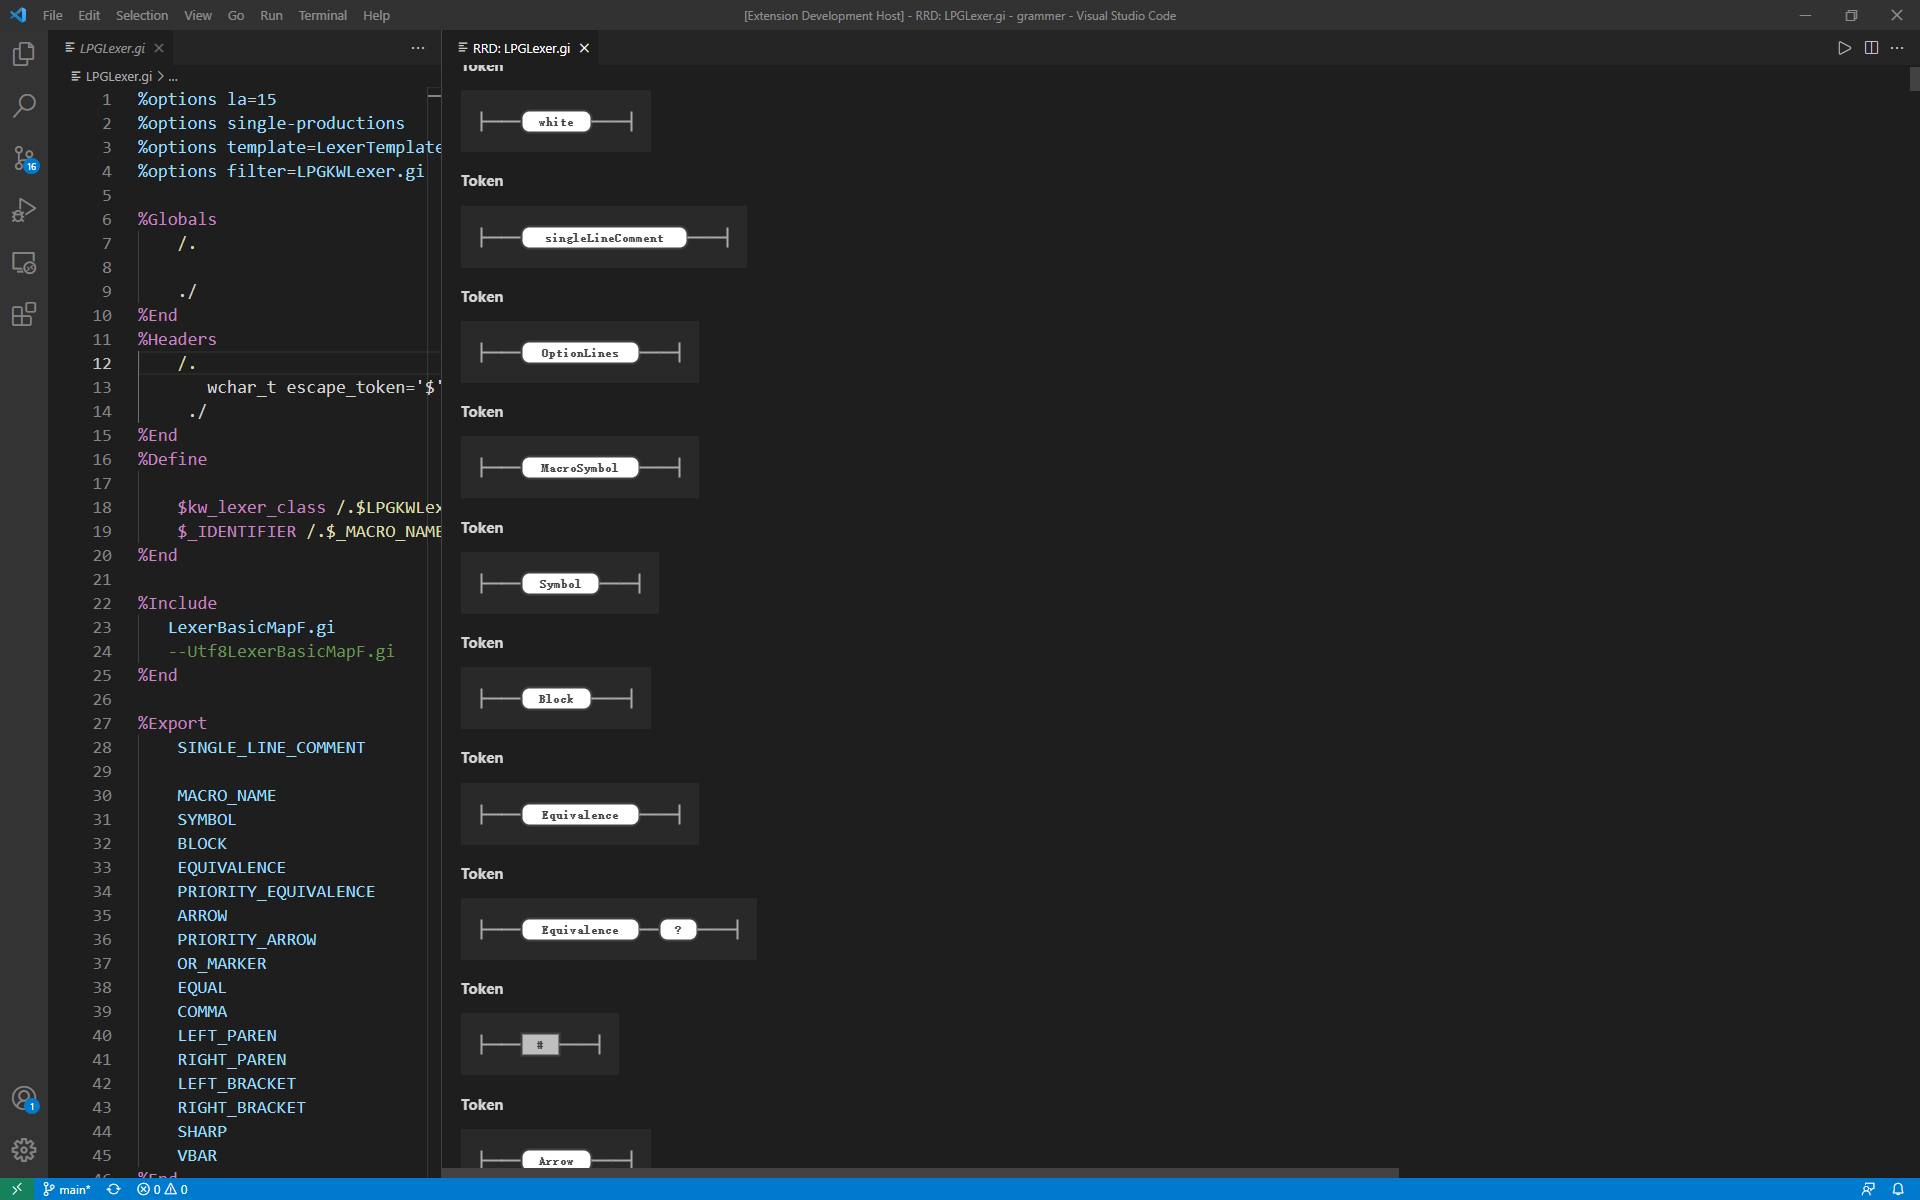 File Edit Selection View Go Run Terminal Help
[Extension Development Host] - RRD: LPGLexer.gi - grammer - Visual Studio Code
LPGLexer.gi
LPGLexer.gi > ...
1 %options la=15
2 %options single-productions
3 %options template=LexerTemplate
4 %options filter=LPGKWLexer.gi
5
6 %Globals
7 /.
8
9 ./
10 %End
11 %Headers
12 /.
13 wchar_t escape_token='$'
14 ./
15 %End
16 %Define
17
18 $kw_lexer_class /.$LPGKWLex
19 $_IDENTIFIER /.$_MACRO_NAME
20 %End
21
22 %Include
23 LexerBasicMapF.gi
24 --Utf8LexerBasicMapF.gi
25 %End
26
27 %Export
28 SINGLE_LINE_COMMENT
29
30 MACRO_NAME
31 SYMBOL
32 BLOCK
33 EQUIVALENCE
34 PRIORITY_EQUIVALENCE
35 ARROW
36 PRIORITY_ARROW
37 OR_MARKER
38 EQUAL
39 COMMA
40 LEFT_PAREN
41 RIGHT_PAREN
42 LEFT_BRACKET
43 RIGHT_BRACKET
44 SHARP
45 VBAR
46 %End
RRD: LPGLexer.gi
Token
white
Token
singleLineComment
Token
OptionLines
Token
MacroSymbol
Token
Symbol
Token
Block
Token
Equivalence
Token
Equivalence ?
Token
#
Token
Arrow
16
1
main* 0 0